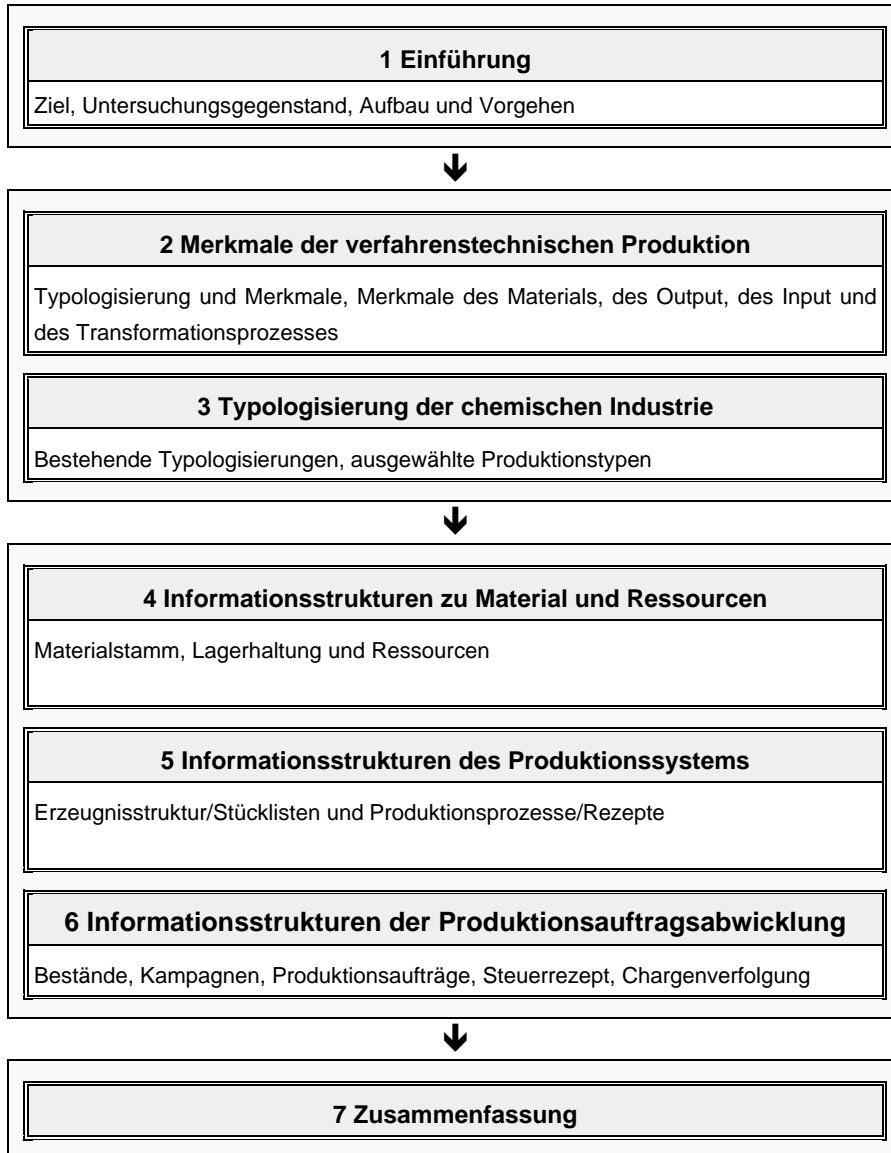 1 Einführung
Ziel, Untersuchungsgegenstand, Aufbau und Vorgehen
2 Merkmale der verfahrenstechnischen Produktion
Typologisierung und Merkmale, Merkmale des Materials, des Output, des Input und
des Transformationsprozesses
3 Typologisierung der chemischen Industrie
Bestehende Typologisierungen, ausgewählte Produktionstypen
4 Informationsstrukturen zu Material und Ressourcen
Materialstamm, Lagerhaltung und Ressourcen
5 Informationsstrukturen des Produktionssystems
Erzeugnisstruktur/Stücklisten und Produktionsprozesse/Rezepte
6 Informationsstrukturen der Produktionsauftragsabwicklung
Bestände, Kampagnen, Produktionsaufträge, Steuerrezept, Chargenverfolgung
7 Zusammenfassung